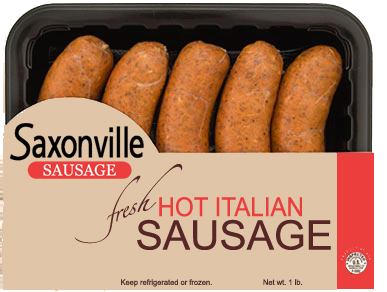 Saxonville
SAUSAGE
fresh HOT ITALIAN
SAUSAGE
Keep refrigerated or frozen. Net wt. 1 lb.